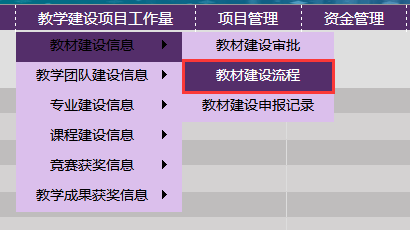 教学建设项目工作量 项目管理 资金管理
教材建设信息 教材建设审批
教学团队建设信息 教材建设流程
专业建设信息 教材建设申报记录
课程建设信息
竞赛获奖信息
教学成果获奖信息